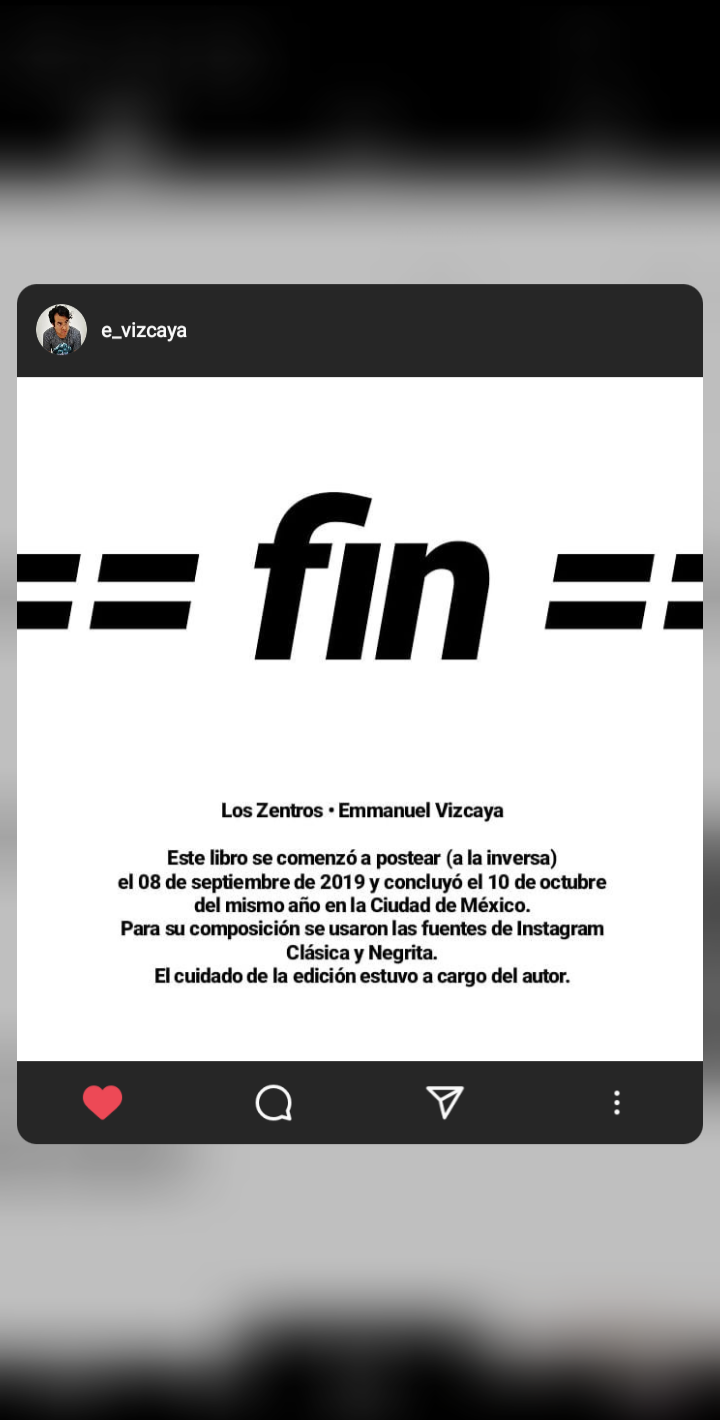 e_vizcaya
== fin ==
Los Zentros • Emmanuel Vizcaya
Este libro se comenzó a postear (a la inversa)
el 08 de septiembre de 2019 y concluyó el 10 de octubre
del mismo año en la Ciudad de México.
Para su composición se usaron las fuentes de Instagram
Clásica y Negrita.
El cuidado de la edición estuvo a cargo del autor.